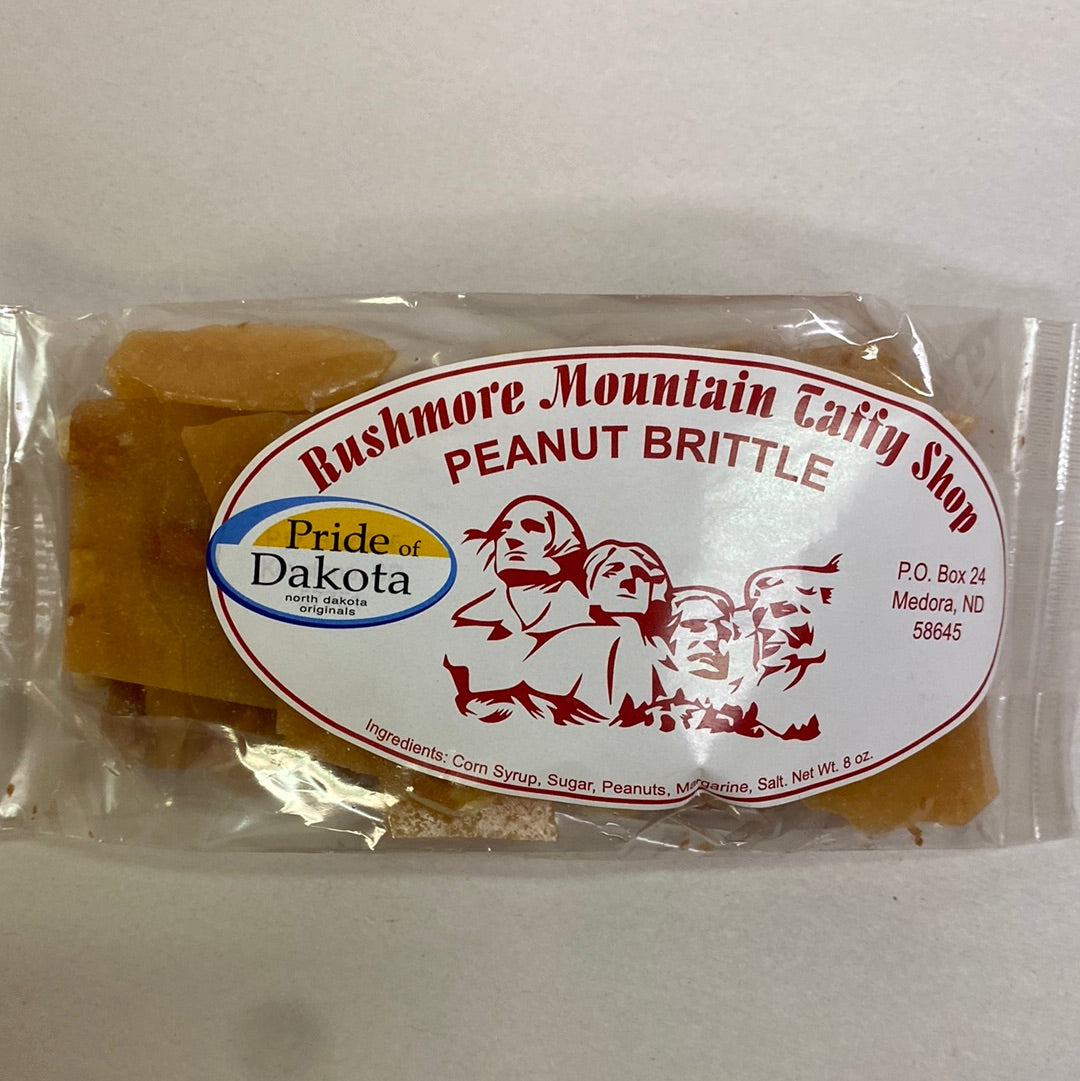 Rushmore Mountain Taffy Shop
PEANUT BRITTLE
Pride of
Dakota
north dakota
originals
P.O. Box 24
Medora, ND
58645
Ingredients: Corn Syrup, Sugar, Peanuts, Margarine, Salt. Net Wt. 8 oz.